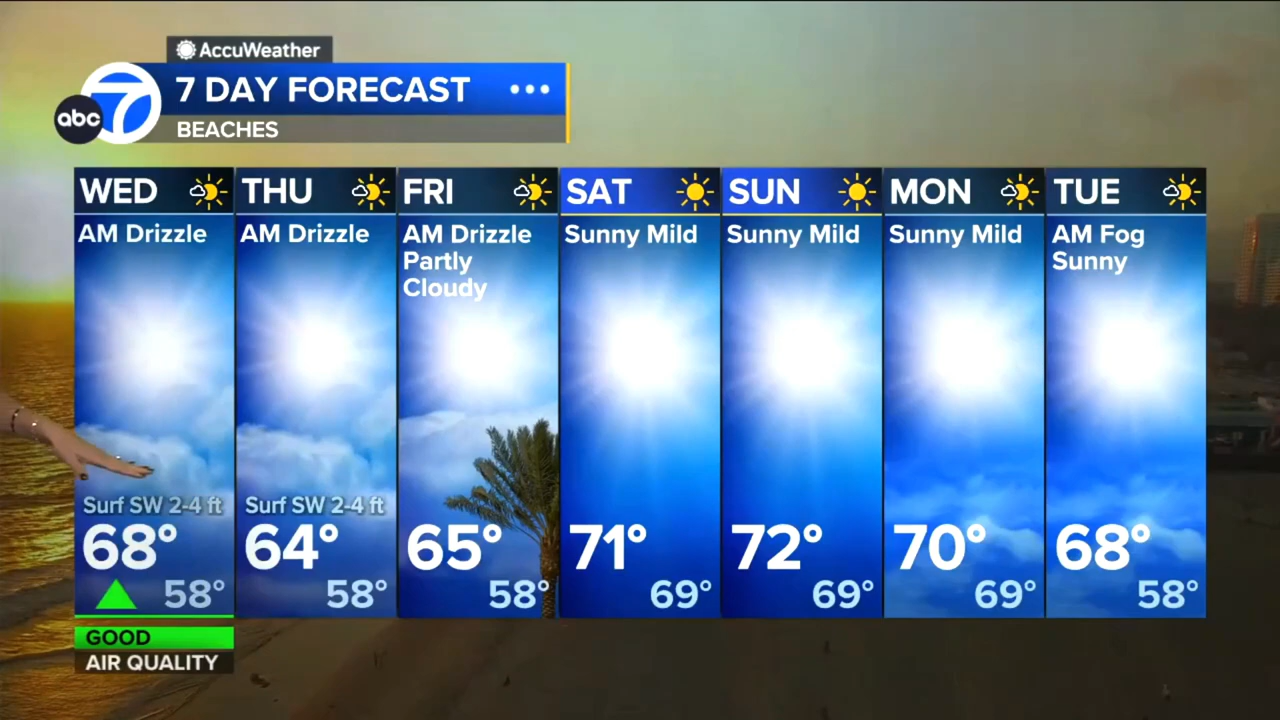 AccuWeather
abc 7
7 DAY FORECAST
BEACHES
WED
AM Drizzle
Surf SW 2-4 ft
68°
58°
GOOD
AIR QUALITY
THU
AM Drizzle
Surf SW 2-4 ft
64°
58°
FRI
AM Drizzle
Partly
Cloudy
65°
58°
SAT
Sunny Mild
71°
69°
SUN
Sunny Mild
72°
69°
MON
Sunny Mild
70°
69°
TUE
AM Fog
Sunny
68°
58°